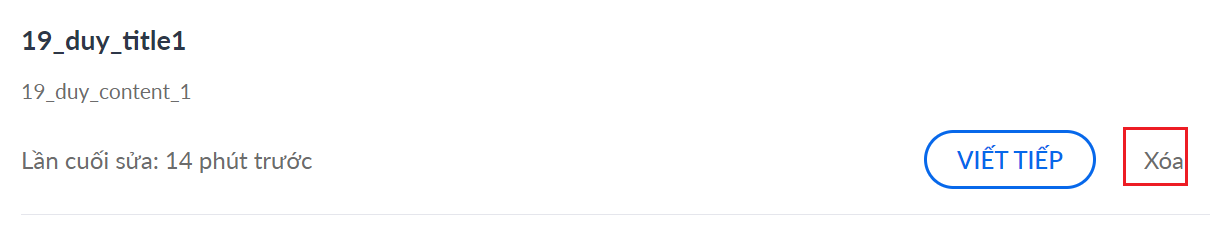 19_duy_title1
19_duy_content_1
Lần cuối sửa: 14 phút trước VIẾT TIẾP Xóa